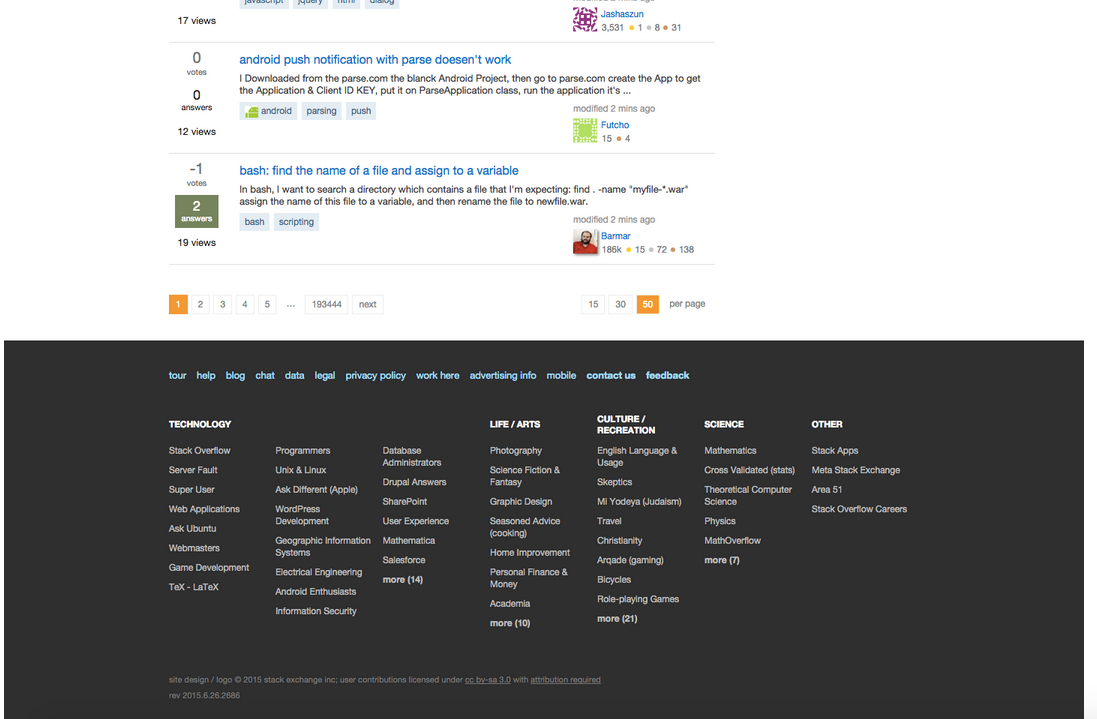 javascript jquery html dialog
17 views
Jashaszun
3,531 1 8 31
0
votes
0
answers
12 views
android push notification with parse doesen't work
I Downloaded from the parse.com the blanck Android Project, then go to parse.com create the App to get
the Application & Client ID KEY, put it on ParseApplication class, run the application it's ...
android parsing push
modified 2 mins ago
Futcho
15 4
-1
votes
2
answers
19 views
bash: find the name of a file and assign to a variable
In bash, I want to search a directory which contains a file that I'm expecting: find . -name "myfile-*.war"
assign the name of this file to a variable, and then rename the file to newfile.war.
bash scripting
modified 2 mins ago
Barmar
186k 15 72 138
1 2 3 4 5 ... 193444 next
15 30 50 per page
tour help blog chat data legal privacy policy work here advertising info mobile contact us feedback
TECHNOLOGY
Stack Overflow
Server Fault
Super User
Web Applications
Ask Ubuntu
Webmasters
Game Development
TeX - LaTeX
Programmers
Unix & Linux
Ask Different (Apple)
WordPress
Development
Geographic Information
Systems
Electrical Engineering
Android Enthusiasts
Information Security
Database
Administrators
Drupal Answers
SharePoint
User Experience
Mathematica
Salesforce
more (14)
LIFE / ARTS
Photography
Science Fiction &
Fantasy
Graphic Design
Seasoned Advice
(cooking)
Home Improvement
Personal Finance &
Money
Academia
more (10)
CULTURE /
RECREATION
English Language &
Usage
Skeptics
Mi Yodeya (Judaism)
Travel
Christianity
Arqade (gaming)
Bicycles
Role-playing Games
more (21)
SCIENCE
Mathematics
Cross Validated (stats)
Theoretical Computer
Science
Physics
MathOverflow
more (7)
OTHER
Stack Apps
Meta Stack Exchange
Area 51
Stack Overflow Careers
site design / logo © 2015 stack exchange inc; user contributions licensed under cc by-sa 3.0 with attribution required
rev 2015.6.26.2686